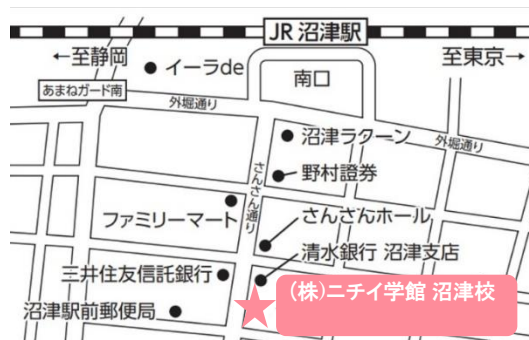 JR 沼津駅
←至静岡
至東京→
イーラde
南口
あまねガード南
外堀通り
沼津ラクーン
外堀通り
野村證券
さんさん通り
ファミリーマート
さんさんホール
清水銀行 沼津支店
三井住友信託銀行
(株)ニチイ学館 沼津校
沼津駅前郵便局